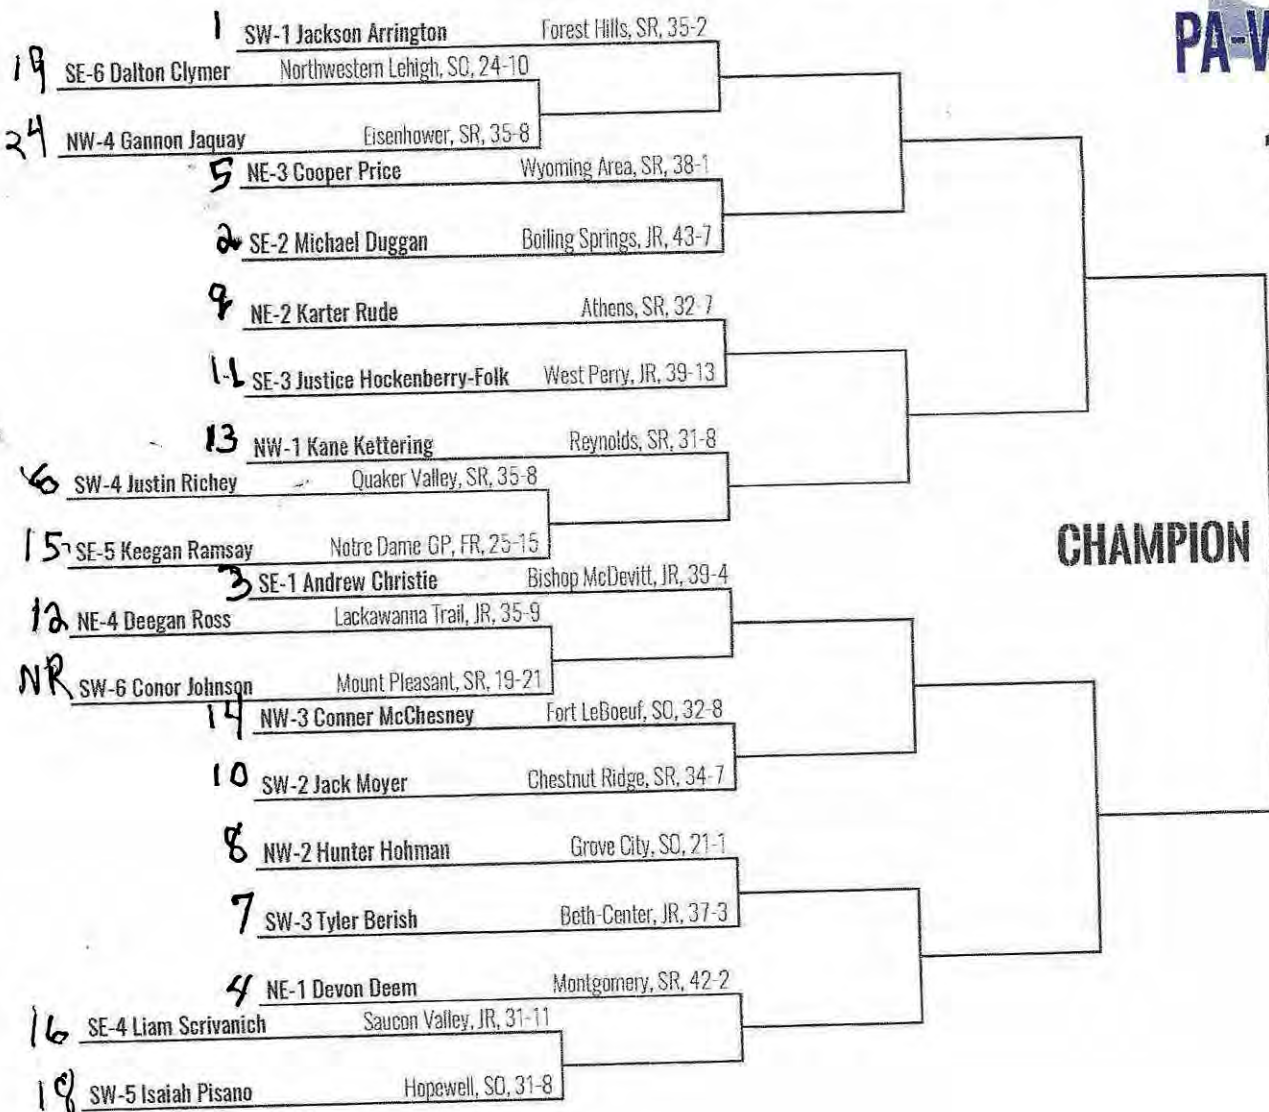 PA-W
1 SW-1 Jackson Arrington Forest Hills, SR, 35-2
19 SE-6 Dalton Clymer Northwestern Lehigh, SO, 24-10
24 NW-4 Gannon Jaquay Eisenhower, SR, 35-8
5 NE-3 Cooper Price Wyoming Area, SR, 38-1
2 SE-2 Michael Duggan Boiling Springs, JR, 43-7
9 NE-2 Karter Rude Athens, SR, 32-7
11 SE-3 Justice Hockenberry-Folk West Perry, JR, 39-13
13 NW-1 Kane Kettering Reynolds, SR, 31-8
6 SW-4 Justin Richey Quaker Valley, SR, 35-8
15 SE-5 Keegan Ramsay Notre Dame GP, FR, 25-15
CHAMPION
3 SE-1 Andrew Christie Bishop McDevitt, JR, 39-4
12 NE-4 Deegan Ross Lackawanna Trail, JR, 35-9
NR SW-6 Conor Johnson Mount Pleasant, SR, 19-21
14 NW-3 Conner McChesney Fort LeBoeuf, SO, 32-8
10 SW-2 Jack Moyer Chestnut Ridge, SR, 34-7
8 NW-2 Hunter Hohman Grove City, SO, 21-1
7 SW-3 Tyler Berish Beth-Center, JR, 37-3
4 NE-1 Devon Deem Montgomery, SR, 42-2
16 SE-4 Liam Scrivanich Saucon Valley, JR, 31-11
18 SW-5 Isaiah Pisano Hopewell, SO, 31-8